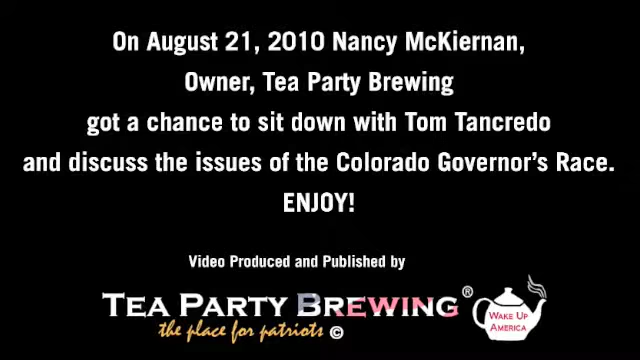 On August 21, 2010 Nancy McKiernan,
Owner, Tea Party Brewing
got a chance to sit down with Tom Tancredo
and discuss the issues of the Colorado Governor's Race.
ENJOY!
Video Produced and Published by
TEA PARTY BREWING®
the place for patriots ©
WAKE UP
AMERICA